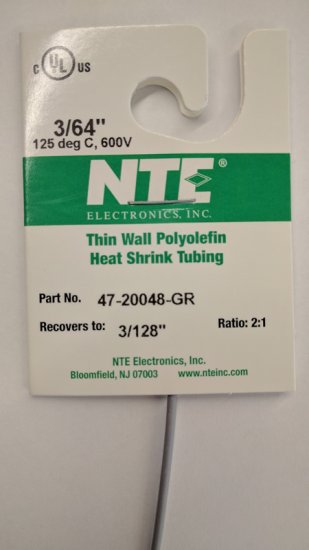 c UL us
3/64"
125 deg C, 600V
NTE®
ELECTRONICS, INC.
Thin Wall Polyolefin
Heat Shrink Tubing
Part No. 47-20048-GR
Recovers to: 3/128" Ratio: 2:1
NTE Electronics, Inc.
Bloomfield, NJ 07003 www.nteinc.com